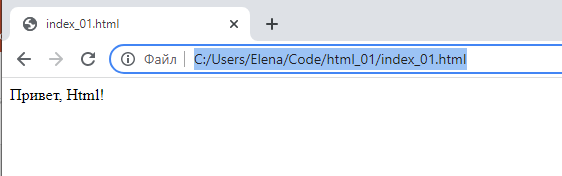 index_01.html
Файл C:/Users/Elena/Code/html_01/index_01.html
Привет, Html!